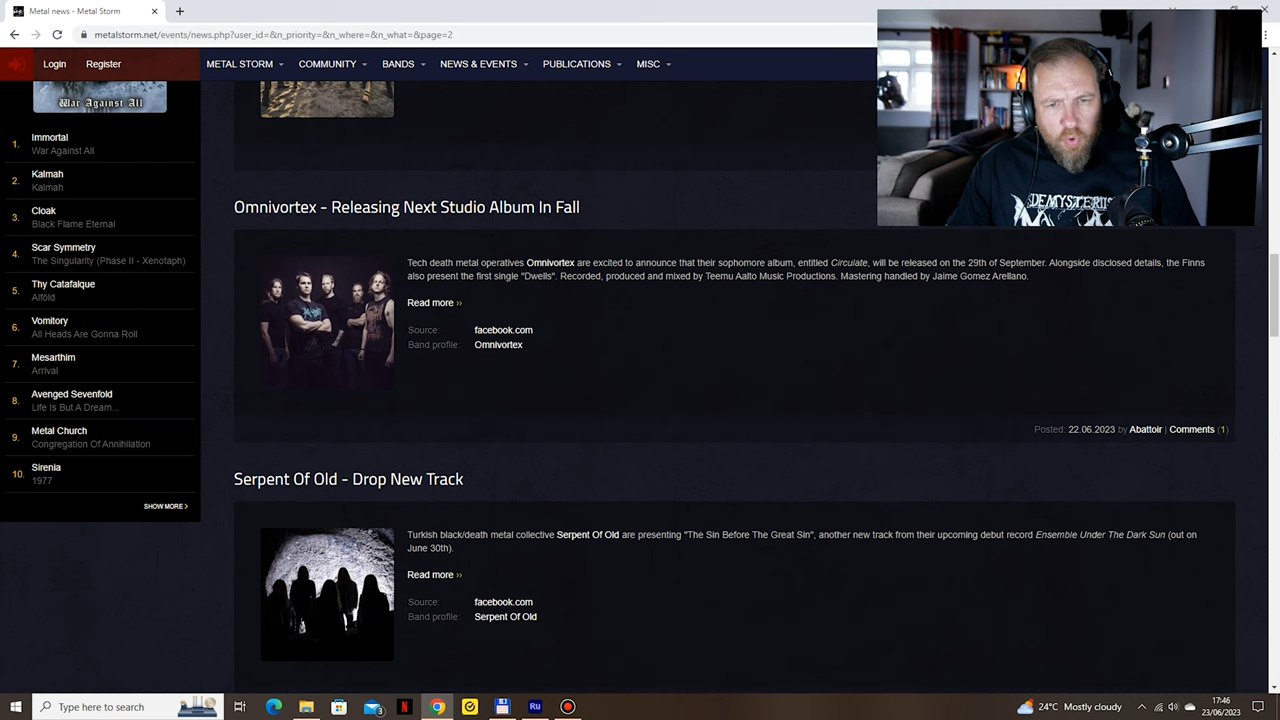 Metal news - Metal Storm
metalstorm.net/events/news.php?user_id=&n_priority=&n_where=&n_what=&page=2
Login Register METAL STORM COMMUNITY BANDS NEWS & EVENTS PUBLICATIONS MISC
War Against All
1. Immortal
War Against All
2. Kalmah
Kalmah
3. Cloak
Black Flame Eternal
4. Scar Symmetry
The Singularity (Phase II - Xenotaph)
5. Thy Catafalque
Alföld
6. Vomitory
All Heads Are Gonna Roll
7. Mesarthim
Arrival
8. Avenged Sevenfold
Life Is But A Dream...
9. Metal Church
Congregation Of Annihilation
10. Sirenia
1977
SHOW MORE
Omnivortex - Releasing Next Studio Album In Fall
Tech death metal operatives Omnivortex are excited to announce that their sophomore album, entitled Circulate, will be released on the 29th of September. Alongside disclosed details, the Finns
also present the first single "Dwells". Recorded, produced and mixed by Teemu Aalto Music Productions. Mastering handled by Jaime Gomez Arellano.
Read more ››
Source: facebook.com
Band profile: Omnivortex
Posted: 22.06.2023 by Abattoir | Comments (1)
Serpent Of Old - Drop New Track
Turkish black/death metal collective Serpent Of Old are presenting "The Sin Before The Great Sin", another new track from their upcoming debut record Ensemble Under The Dark Sun (out on
June 30th).
Read more ››
Source: facebook.com
Band profile: Serpent Of Old
DEMYSTERIIS
Type here to search
3
N
Ru
24°C Mostly cloudy
17:46
23/06/2023